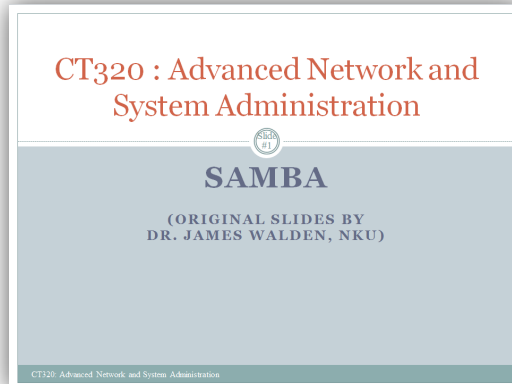 CT320 : Advanced Network and
System Administration
Slide
#1
SAMBA
(ORIGINAL SLIDES BY
DR. JAMES WALDEN, NKU)
CT320: Advanced Network and System Administration